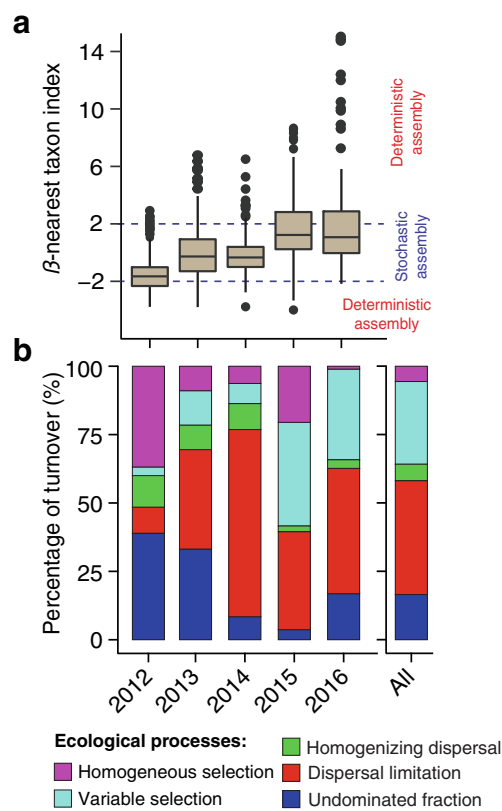 a
β-nearest taxon index
14
10
6
2
−2
Deterministic
assembly
Stochastic
assembly
Deterministic
assembly
b
Percentage of turnover (%)
100
75
50
25
0
2012
2013
2014
2015
2016
All
Ecological processes:
Homogeneous selection
Variable selection
Homogenizing dispersal
Dispersal limitation
Undominated fraction